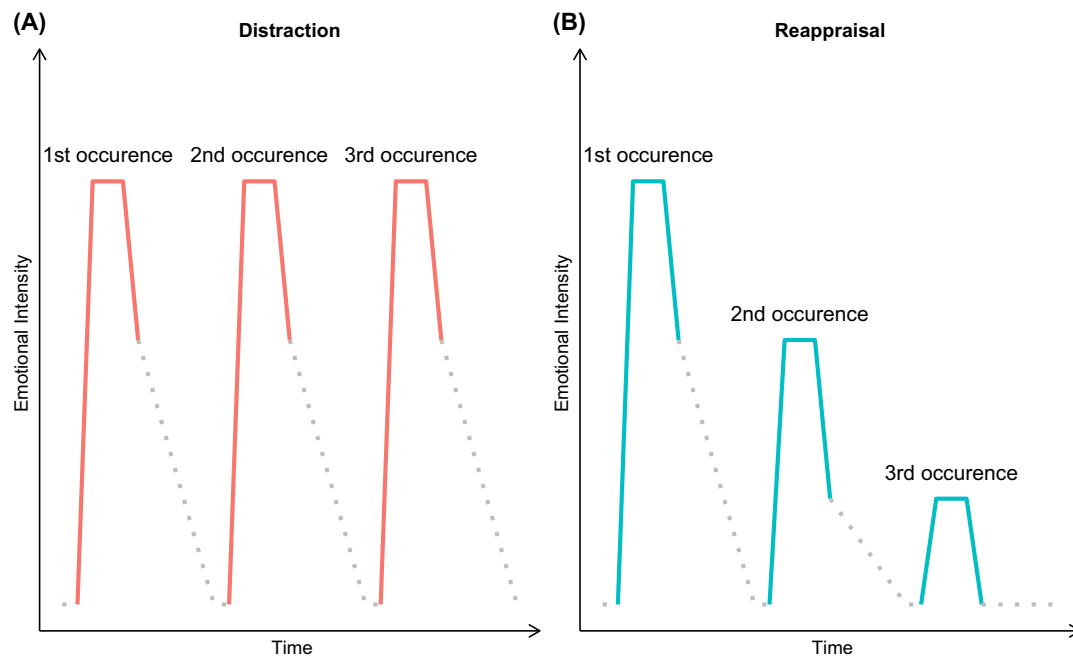 (A)
Distraction
1st occurence
2nd occurence
3rd occurence
Emotional Intensity
Time
(B)
Reappraisal
1st occurence
2nd occurence
3rd occurence
Emotional Intensity
Time